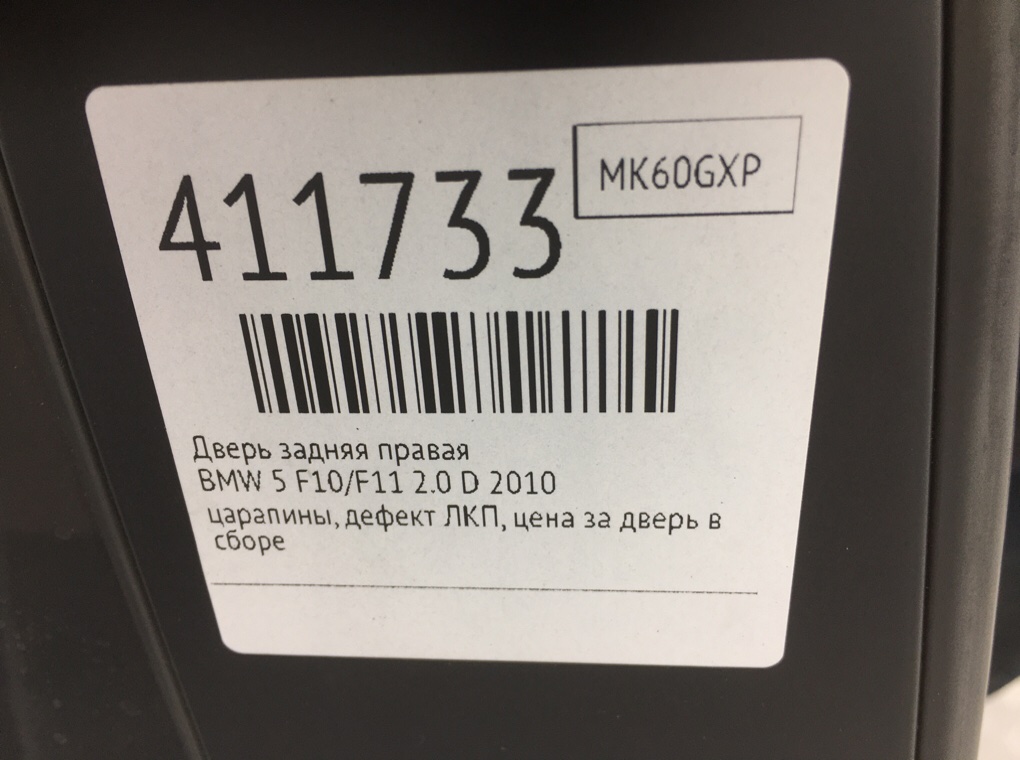 MK60GXP
411733
Дверь задняя правая
BMW 5 F10/F11 2.0 D 2010
царапины, дефект ЛКП, цена за дверь в
сборе